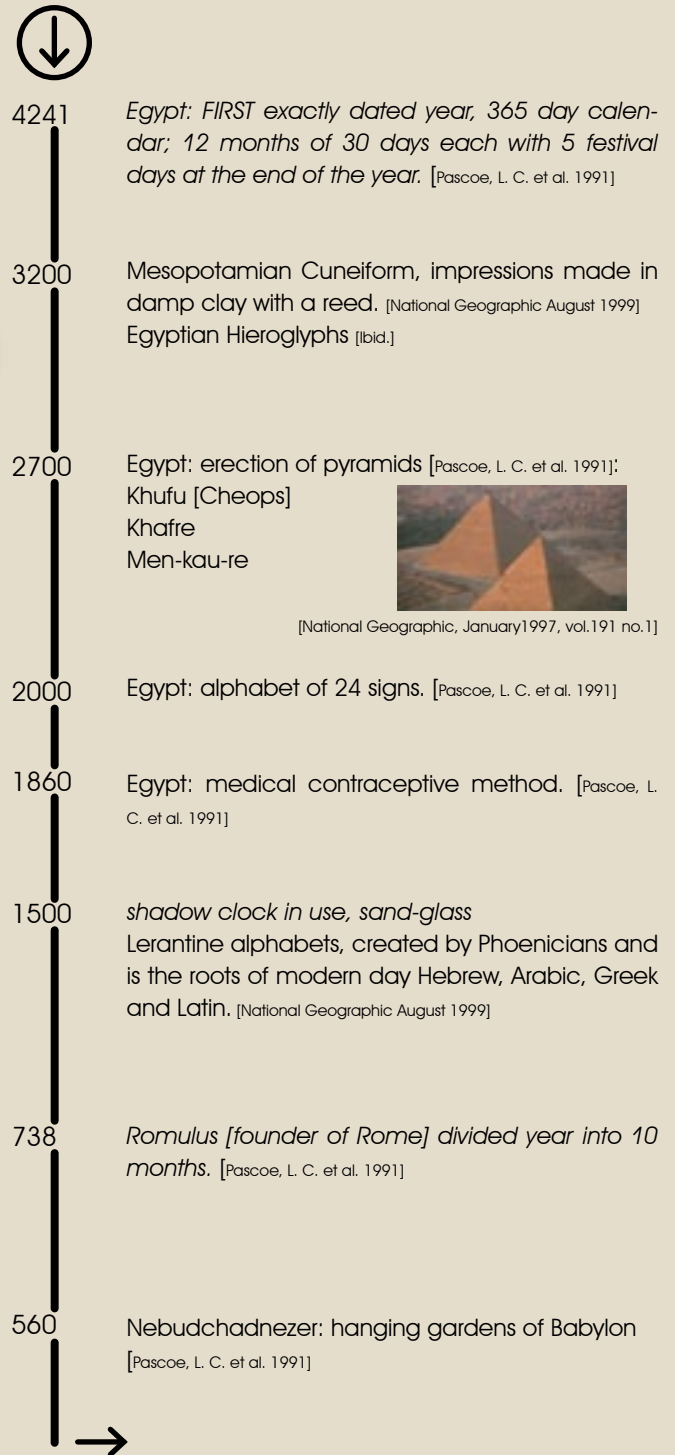 4241
Egypt: FIRST exactly dated year, 365 day calen-
dar; 12 months of 30 days each with 5 festival
days at the end of the year. [Pascoe, L. C. et al. 1991]
3200
Mesopotamian Cuneiform, impressions made in
damp clay with a reed. [National Geographic August 1999]
Egyptian Hieroglyphs [Ibid.]
2700
Egypt: erection of pyramids [Pascoe, L. C. et al. 1991]:
Khufu [Cheops]
Khafre
Men-kau-re
[National Geographic, January1997, vol.191 no.1]
2000
Egypt: alphabet of 24 signs. [Pascoe, L. C. et al. 1991]
1860
Egypt: medical contraceptive method. [Pascoe, L.
C. et al. 1991]
1500
shadow clock in use, sand-glass
Lerantine alphabets, created by Phoenicians and
is the roots of modern day Hebrew, Arabic, Greek
and Latin. [National Geographic August 1999]
738
Romulus [founder of Rome] divided year into 10
months. [Pascoe, L. C. et al. 1991]
560
Nebudchadnezer: hanging gardens of Babylon
[Pascoe, L. C. et al. 1991]